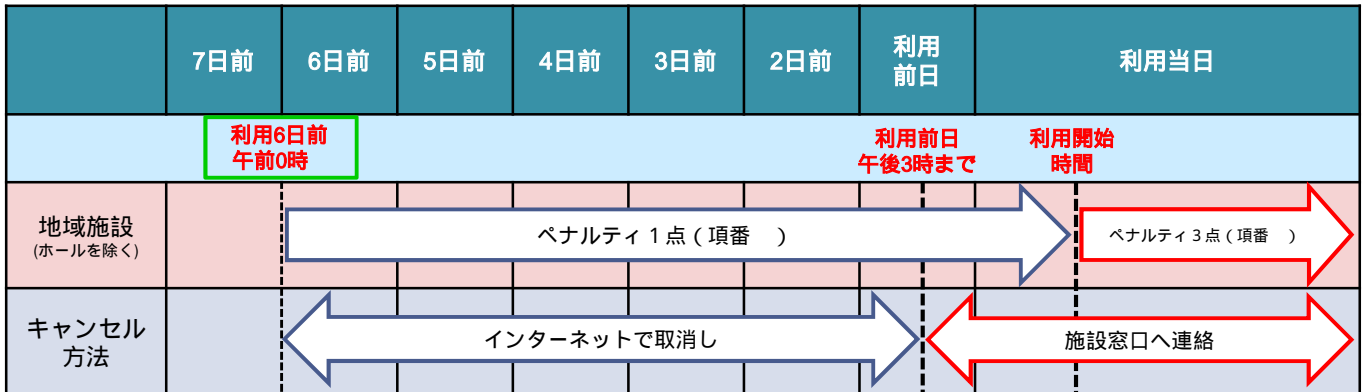 7日前
6日前
5日前
4日前
3日前
2日前
利用
前日
利用当日
利用6日前
午前0時
利用前日
午後3時まで
利用開始
時間
地域施設
(ホールを除く)
ペナルティ１点（項番　）
ペナルティ３点（項番　）
キャンセル
方法
インターネットで取消し
施設窓口へ連絡